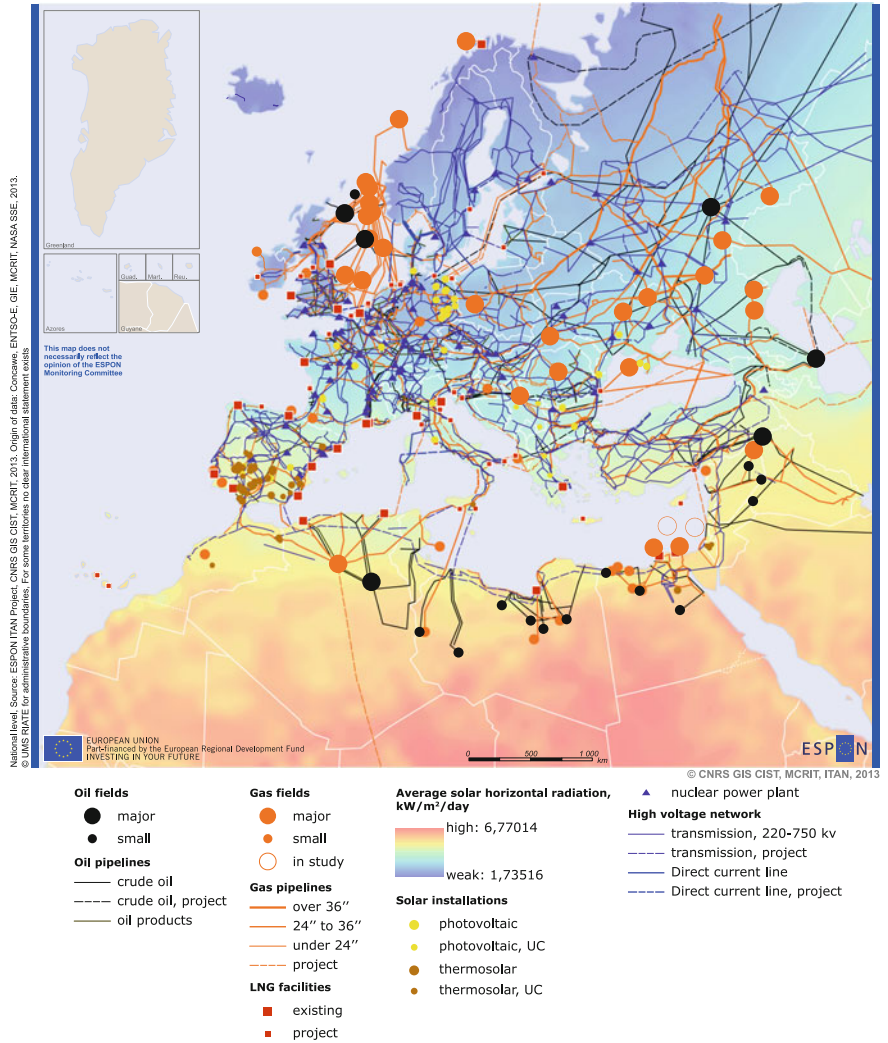 National level, Source: ESPON ITAN Project, CNRS GIS CIST, MCRIT, 2013. Origin of data: Concawe, ENTSO-E, GIE, MCRIT, NASA SSE, 2013.
© UMS RIATE for administrative boundaries, For some territories no clear international statement exists
Greenland
Azores
Guad.
Mart.
Reu.
Guyane
This map does not
necessarily reflect the
opinion of the ESPON
Monitoring Committee
EUROPEAN UNION
Part-financed by the European Regional Development Fund
INVESTING IN YOUR FUTURE
0 500 1 000
km
ESPON
© CNRS GIS CIST, MCRIT, ITAN, 2013
Oil fields
major
small
Oil pipelines
crude oil
crude oil, project
oil products
Gas fields
major
small
in study
Gas pipelines
over 36’’
24’’ to 36’’
under 24’’
project
LNG facilities
existing
project
Average solar horizontal radiation,
kW/m²/day
high: 6,77014
weak: 1,73516
Solar installations
photovoltaic
photovoltaic, UC
thermosolar
thermosolar, UC
nuclear power plant
High voltage network
transmission, 220-750 kv
transmission, project
Direct current line
Direct current line, project